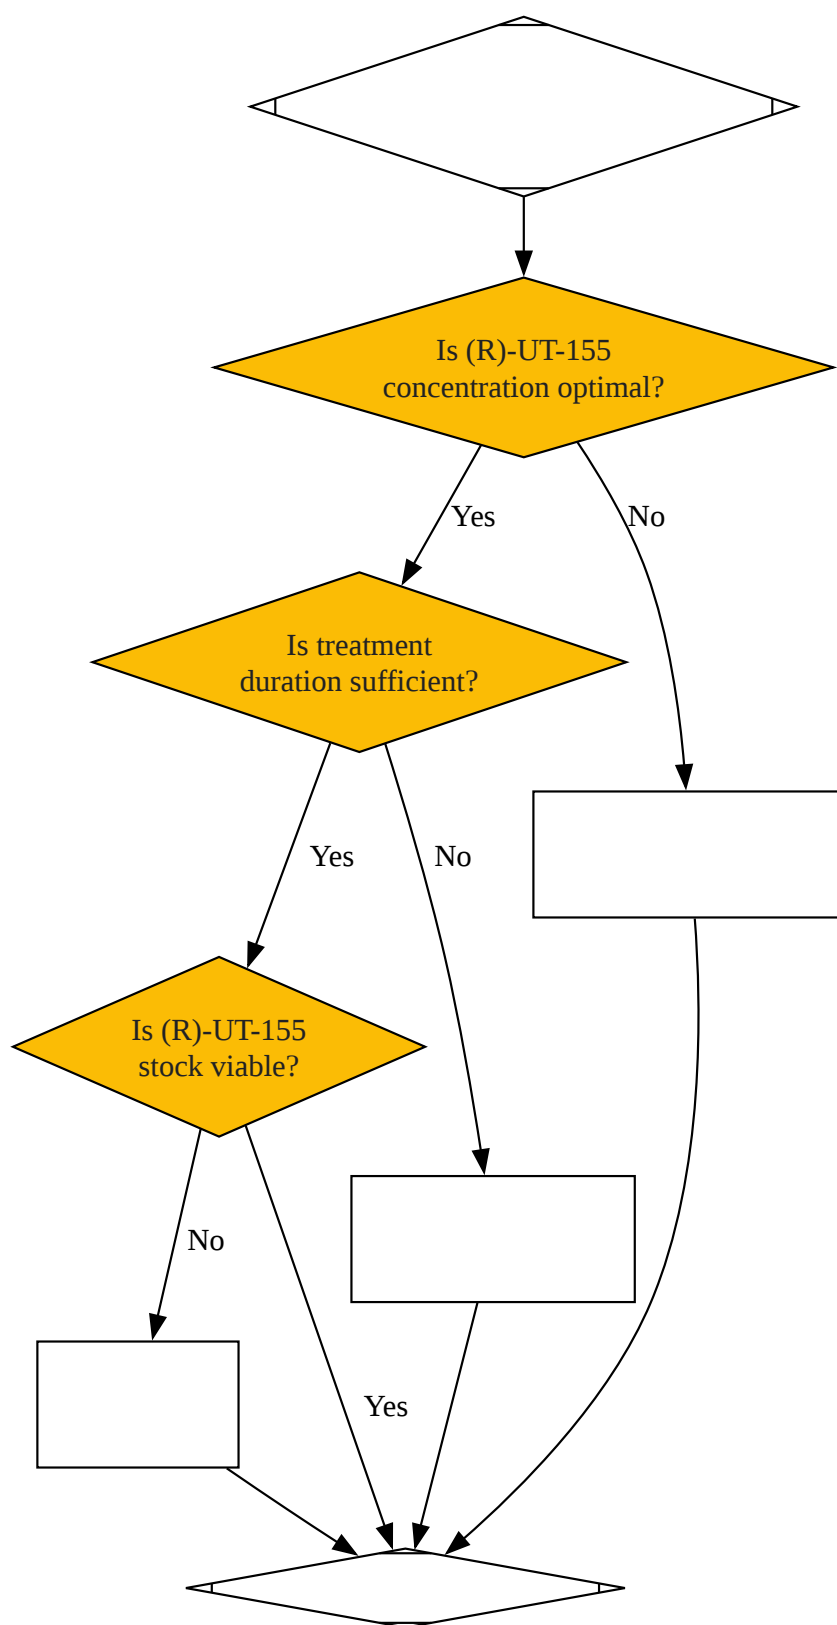 Is (R)-UT-155
concentration optimal?
Yes
No
Is treatment
duration sufficient?
Yes
No
Is (R)-UT-155
stock viable?
No
Yes